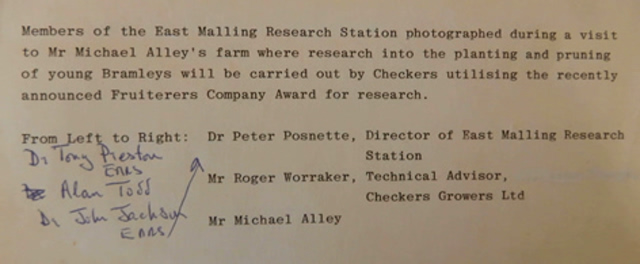 Members of the East Malling Research Station photographed during a visit
to Mr Michael Alley's farm where research into the planting and pruning
of young Bramleys will be carried out by Checkers utilising the recently
announced Fruiterers Company Award for research.
From Left to Right: Dr Peter Posnette, Director of East Malling Research
Station
Dr Tony Preston
EMRS
Mr Roger Worraker, Technical Advisor,
Alan Todd
Checkers Growers Ltd
Dr John Jackson
EMRS
Mr Michael Alley